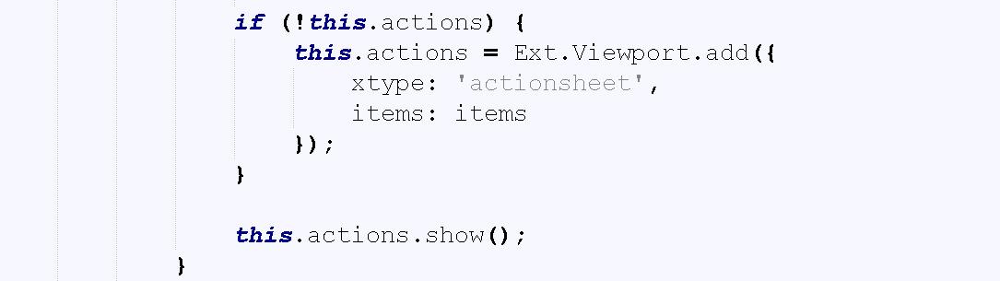 if (!this.actions) {
    this.actions = Ext.Viewport.add({
        xtype: 'actionsheet',
        items: items
    });
}

this.actions.show();
}